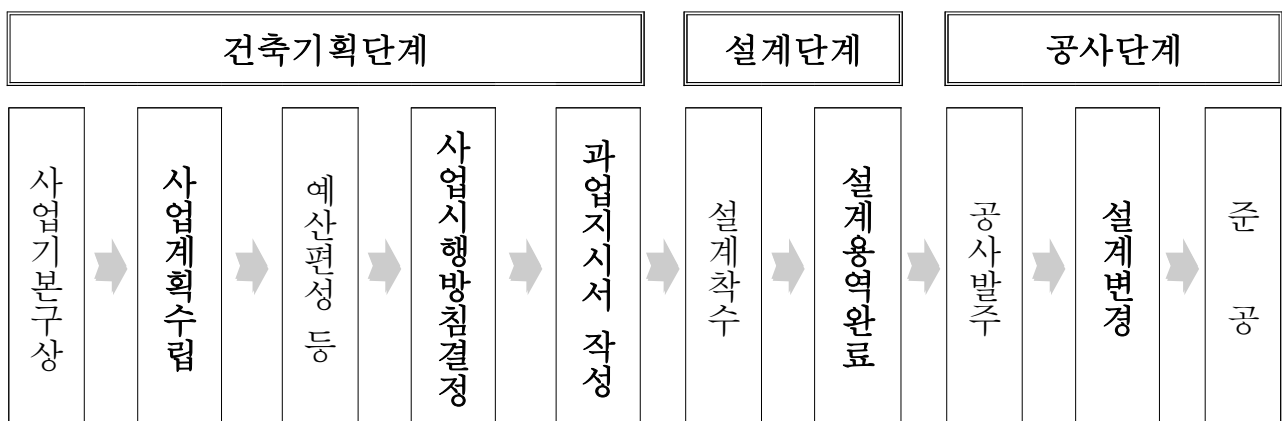 건축기획단계
설계단계
공사단계
사업기본구상
사업계획수립
예산편성 등
사업시행방침결정
과업지시서 작성
설계착수
설계용역완료
공사발주
설계변경
준 공